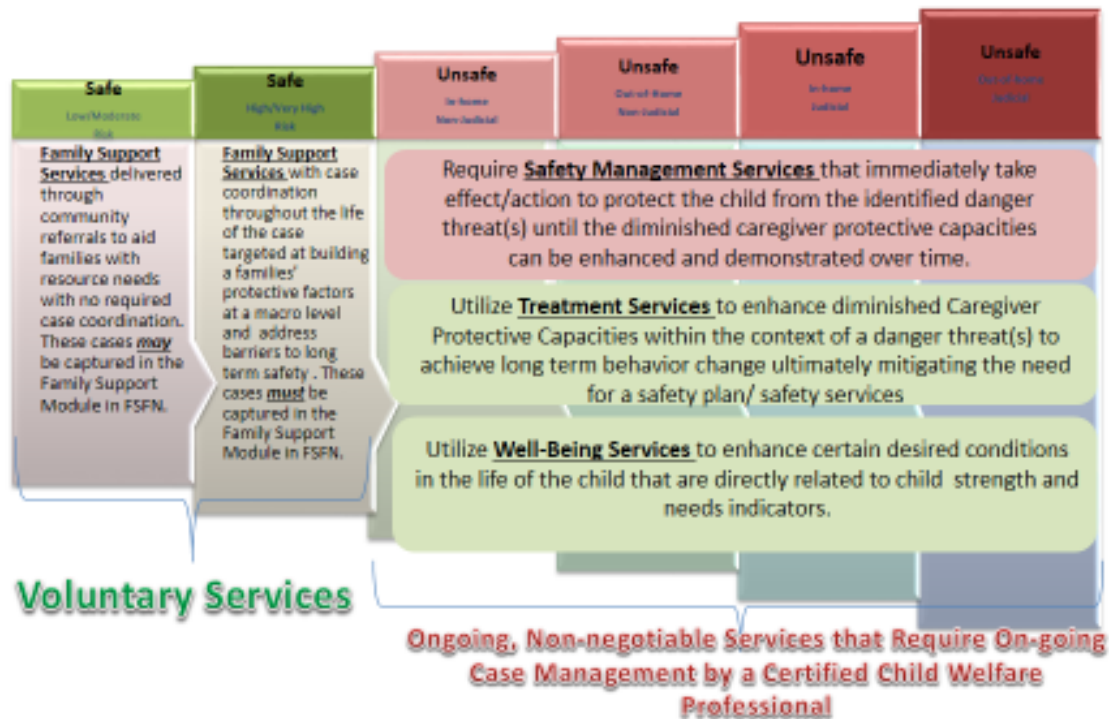 Safe
Low/Moderate
Risk
Safe
High/Very High
Risk
Unsafe
In-home
Non-Judicial
Unsafe
Out-of-Home
Non-Judicial
Unsafe
In-home
Judicial
Unsafe
Out-of-home
Judicial
Family Support
Services delivered
through
community
referrals to aid
families with
resource needs
with no required
case coordination.
These cases may
be captured in the
Family Support
Module in FSFN.
Family Support
Services with case
coordination
throughout the life
of the case
targeted at building
a families'
protective factors
at a macro level
and address
barriers to long
term safety . These
cases must be
captured in the
Family Support
Module in FSFN.
Require Safety Management Services that immediately take
effect/action to protect the child from the identified danger
threat(s) until the diminished caregiver protective capacities
can be enhanced and demonstrated over time.
Utilize Treatment Services to enhance diminished Caregiver
Protective Capacities within the context of a danger threat(s) to
achieve long term behavior change ultimately mitigating the need
for a safety plan/ safety services
Utilize Well-Being Services to enhance certain desired conditions
in the life of the child that are directly related to child strength and
needs indicators.
Voluntary Services
Ongoing, Non-negotiable Services that Require On-going
Case Management by a Certified Child Welfare
Professional